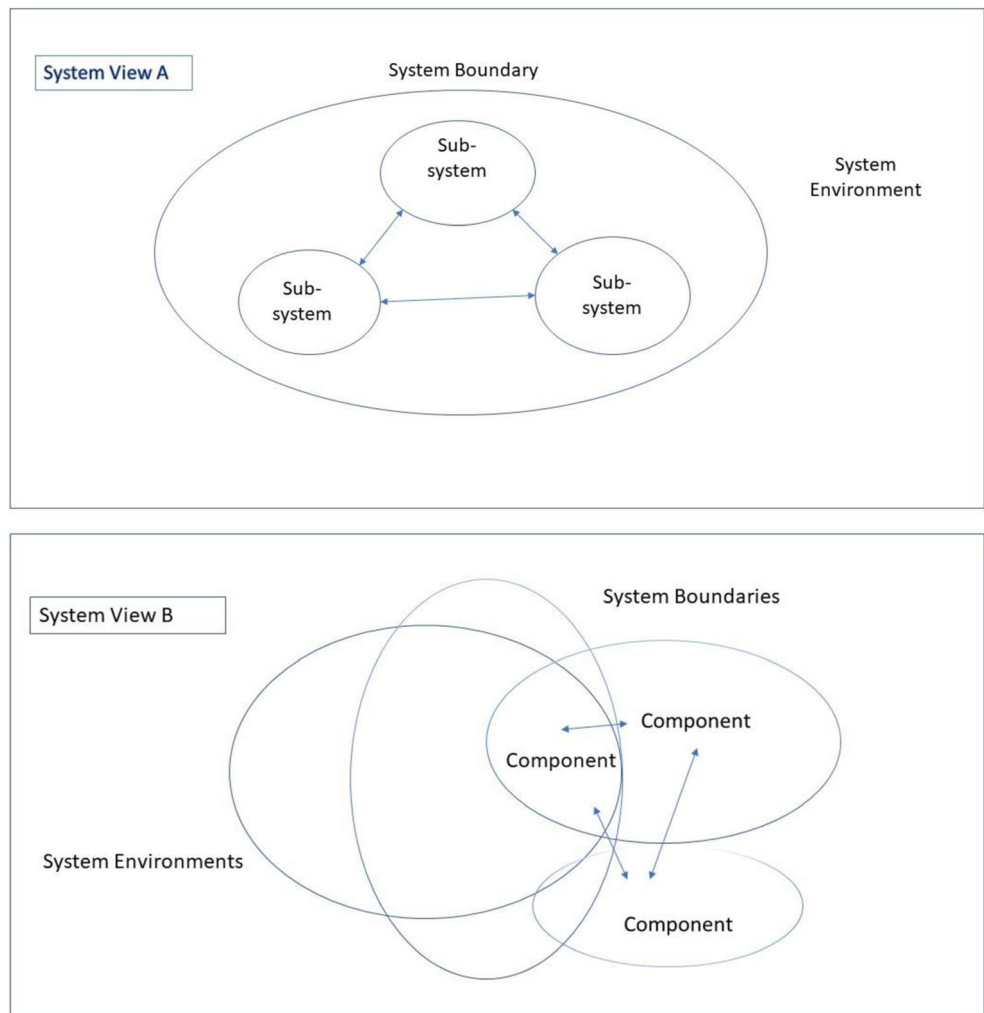 System View A
System Boundary
Sub-
system
System
Environment
Sub-
system
Sub-
system
System View B
System Boundaries
Component
Component
System Environments
Component